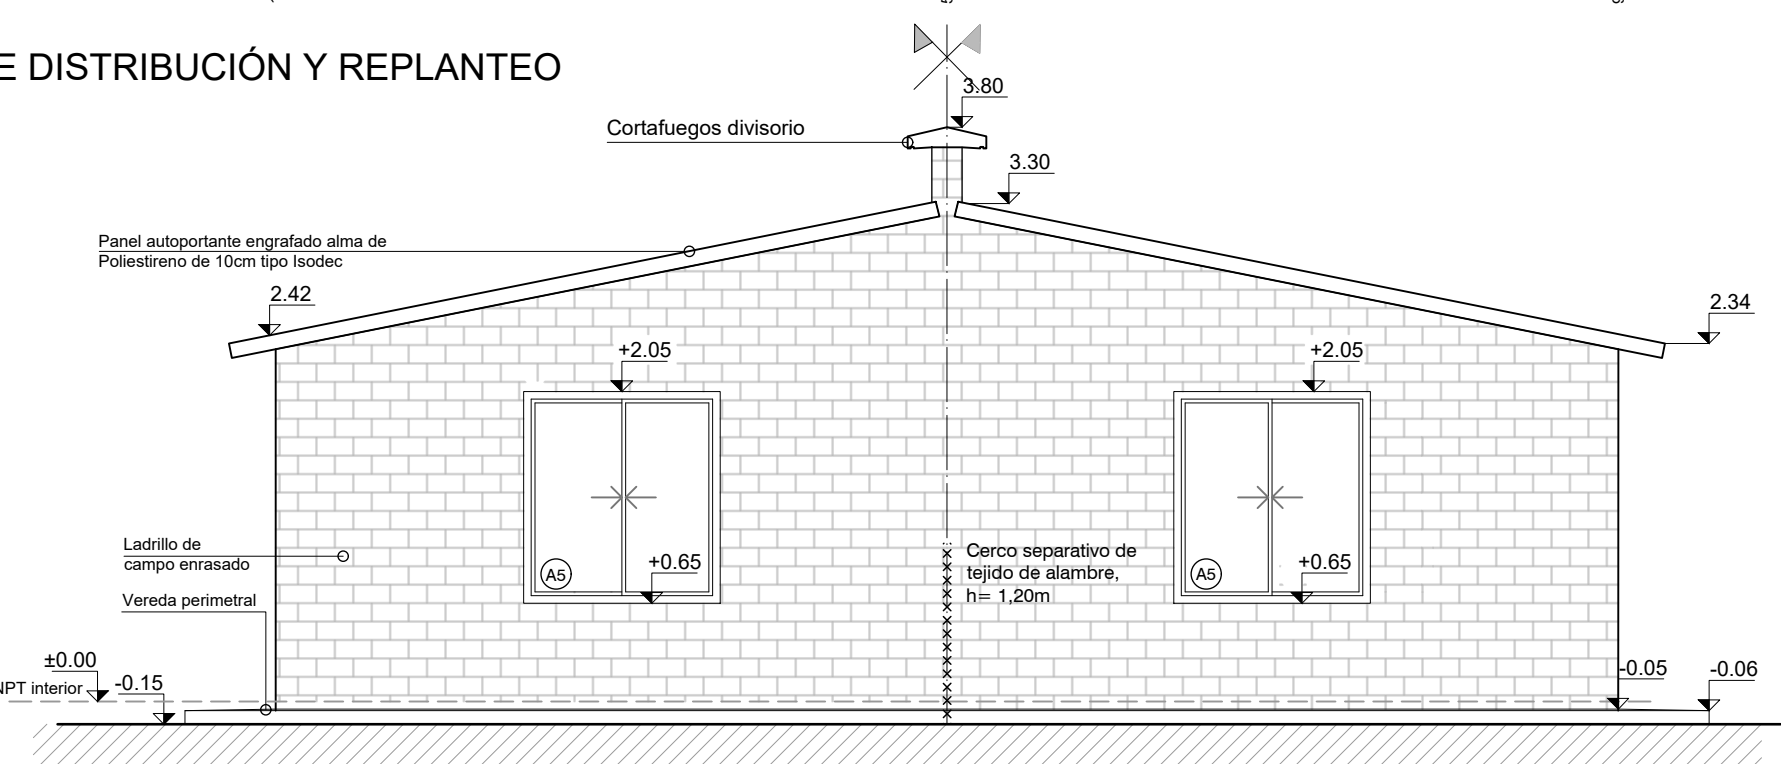 E DISTRIBUCIÓN Y REPLANTEO
3.80
Cortafuegos divisorio
3.30
Panel autoportante engrafado alma de
Poliestireno de 10cm tipo Isodec
2.42
2.34
+2.05
+2.05
Ladrillo de
campo enrasado
Cerco separativo de
tejido de alambre,
h= 1,20m
A5
+0.65
A5
+0.65
Vereda perimetral
±0.00
NPT interior
-0.15
-0.05
-0.06